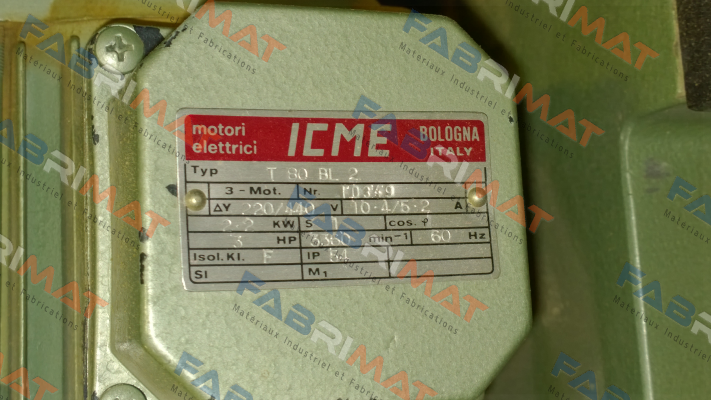 motori elettrici ICME BOLOGNA ITALY
Typ T 80 BL 2
3 - Mot. Nr.
ΔY 220/440 V 10.4/5.2 A
2.2 KW S cos. φ
3 HP 3360 min-1 60 Hz
Isol. Kl. F IP 54
SI M1
FABRIMAT
Matériaux Industriel et Fabrications